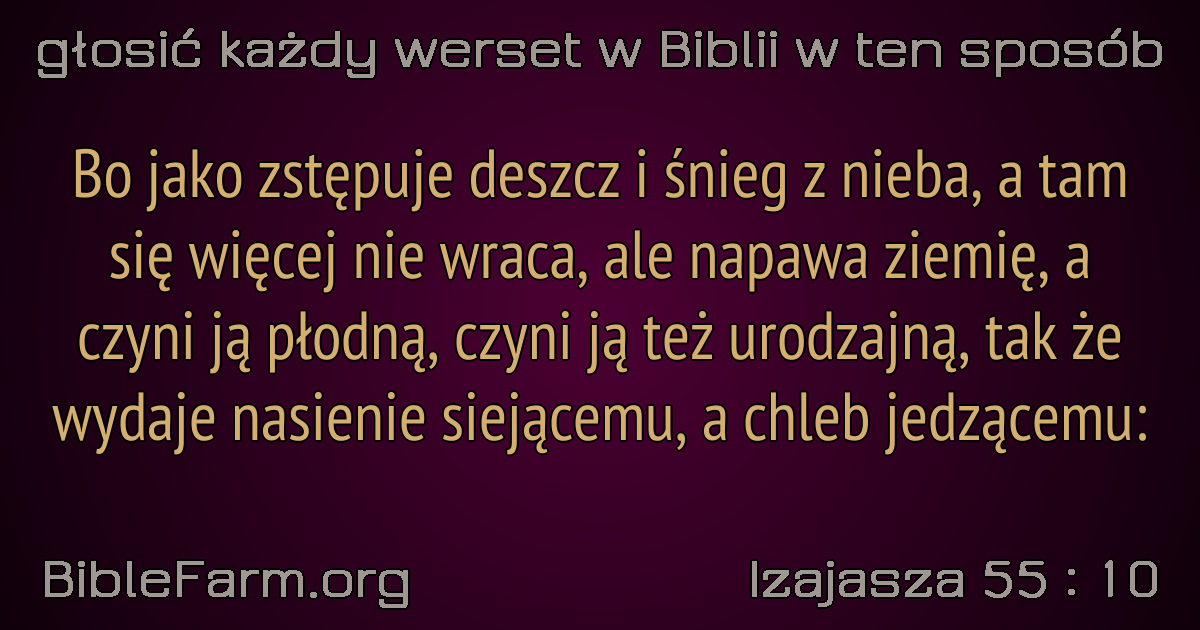 głosić każdy werset w Biblii w ten sposób
Bo jako zstępuje deszcz i śnieg z nieba, a tam
się więcej nie wraca, ale napawa ziemię, a
czyni ją płodną, czyni ją też urodzajną, tak że
wydaje nasienie siejącemu, a chleb jedzącemu:
BibleFarm.org
Izajasza 55 : 10